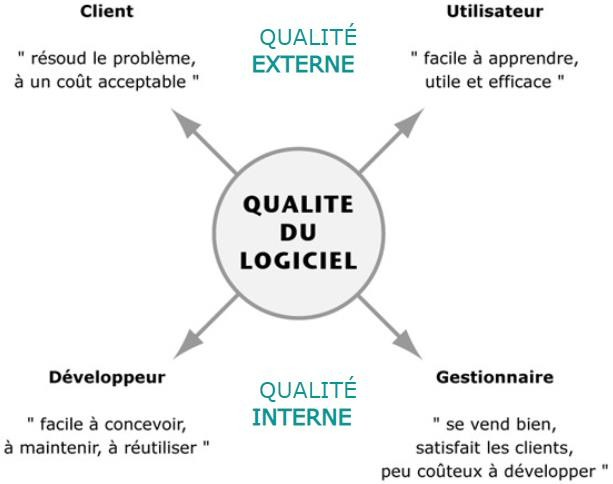 Client
" résoud le problème,
à un coût acceptable "
QUALITÉ
EXTERNE
Utilisateur
" facile à apprendre,
utile et efficace "
QUALITE
DU
LOGICIEL
Développeur
" facile à concevoir,
à maintenir, à réutiliser "
QUALITÉ
INTERNE
Gestionnaire
" se vend bien,
satisfait les clients,
peu coûteux à développer "